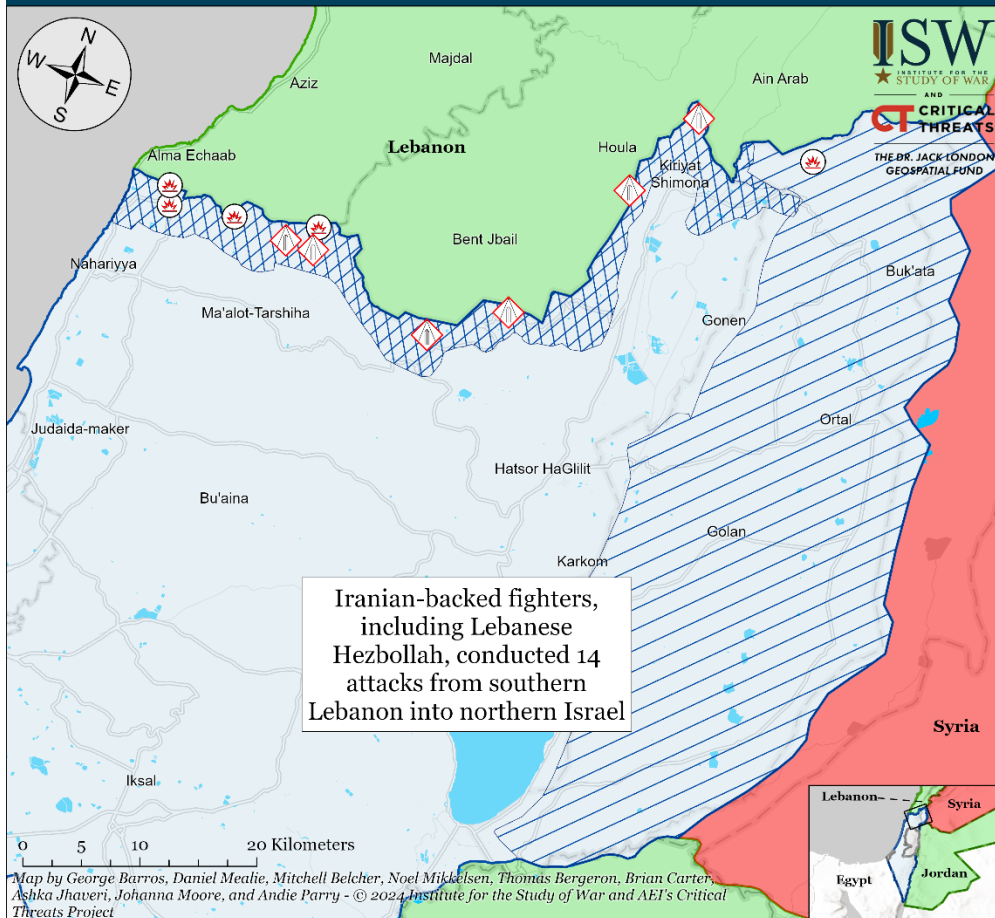 N
W
E
S
ISW
INSTITUTE FOR THE
STUDY OF WAR
AND
CT CRITICAL
THREATS
THE DR. JACK LONDON
GEOSPATIAL FUND
Majdal
Aziz
Ain Arab
Lebanon
Houla
Alma Echaab
Kiriyat
Shimona
Bent Jbail
Nahariyya
Buk'ata
Ma'alot-Tarshiha
Gonen
Ortal
Judaida-maker
Hatsor HaGlilit
Bu'aina
Golan
Karkom
Iranian-backed fighters,
including Lebanese
Hezbollah, conducted 14
attacks from southern
Lebanon into northern Israel
Syria
Iksal
Lebanon
Syria
Egypt
Jordan
0 5 10 20 Kilometers
Map by George Barros, Daniel Mealie, Mitchell Belcher, Noel Mikkelsen, Thomas Bergeron, Brian Carter,
Ashka Jhaveri, Johanna Moore, and Andie Parry - © 2024 Institute for the Study of War and AEI's Critical
Threats Project